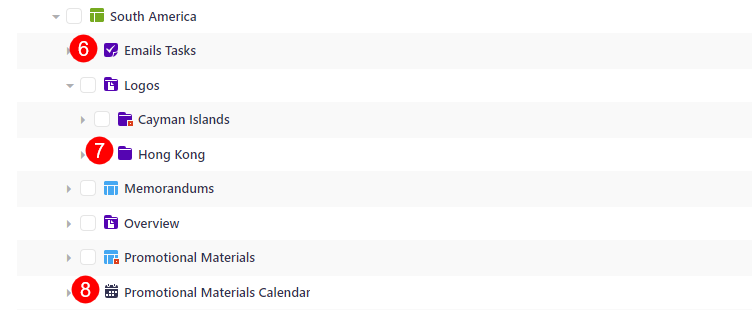 South America
6 Emails Tasks
Logos
Cayman Islands
7 Hong Kong
Memorandums
Overview
Promotional Materials
8 Promotional Materials Calendar